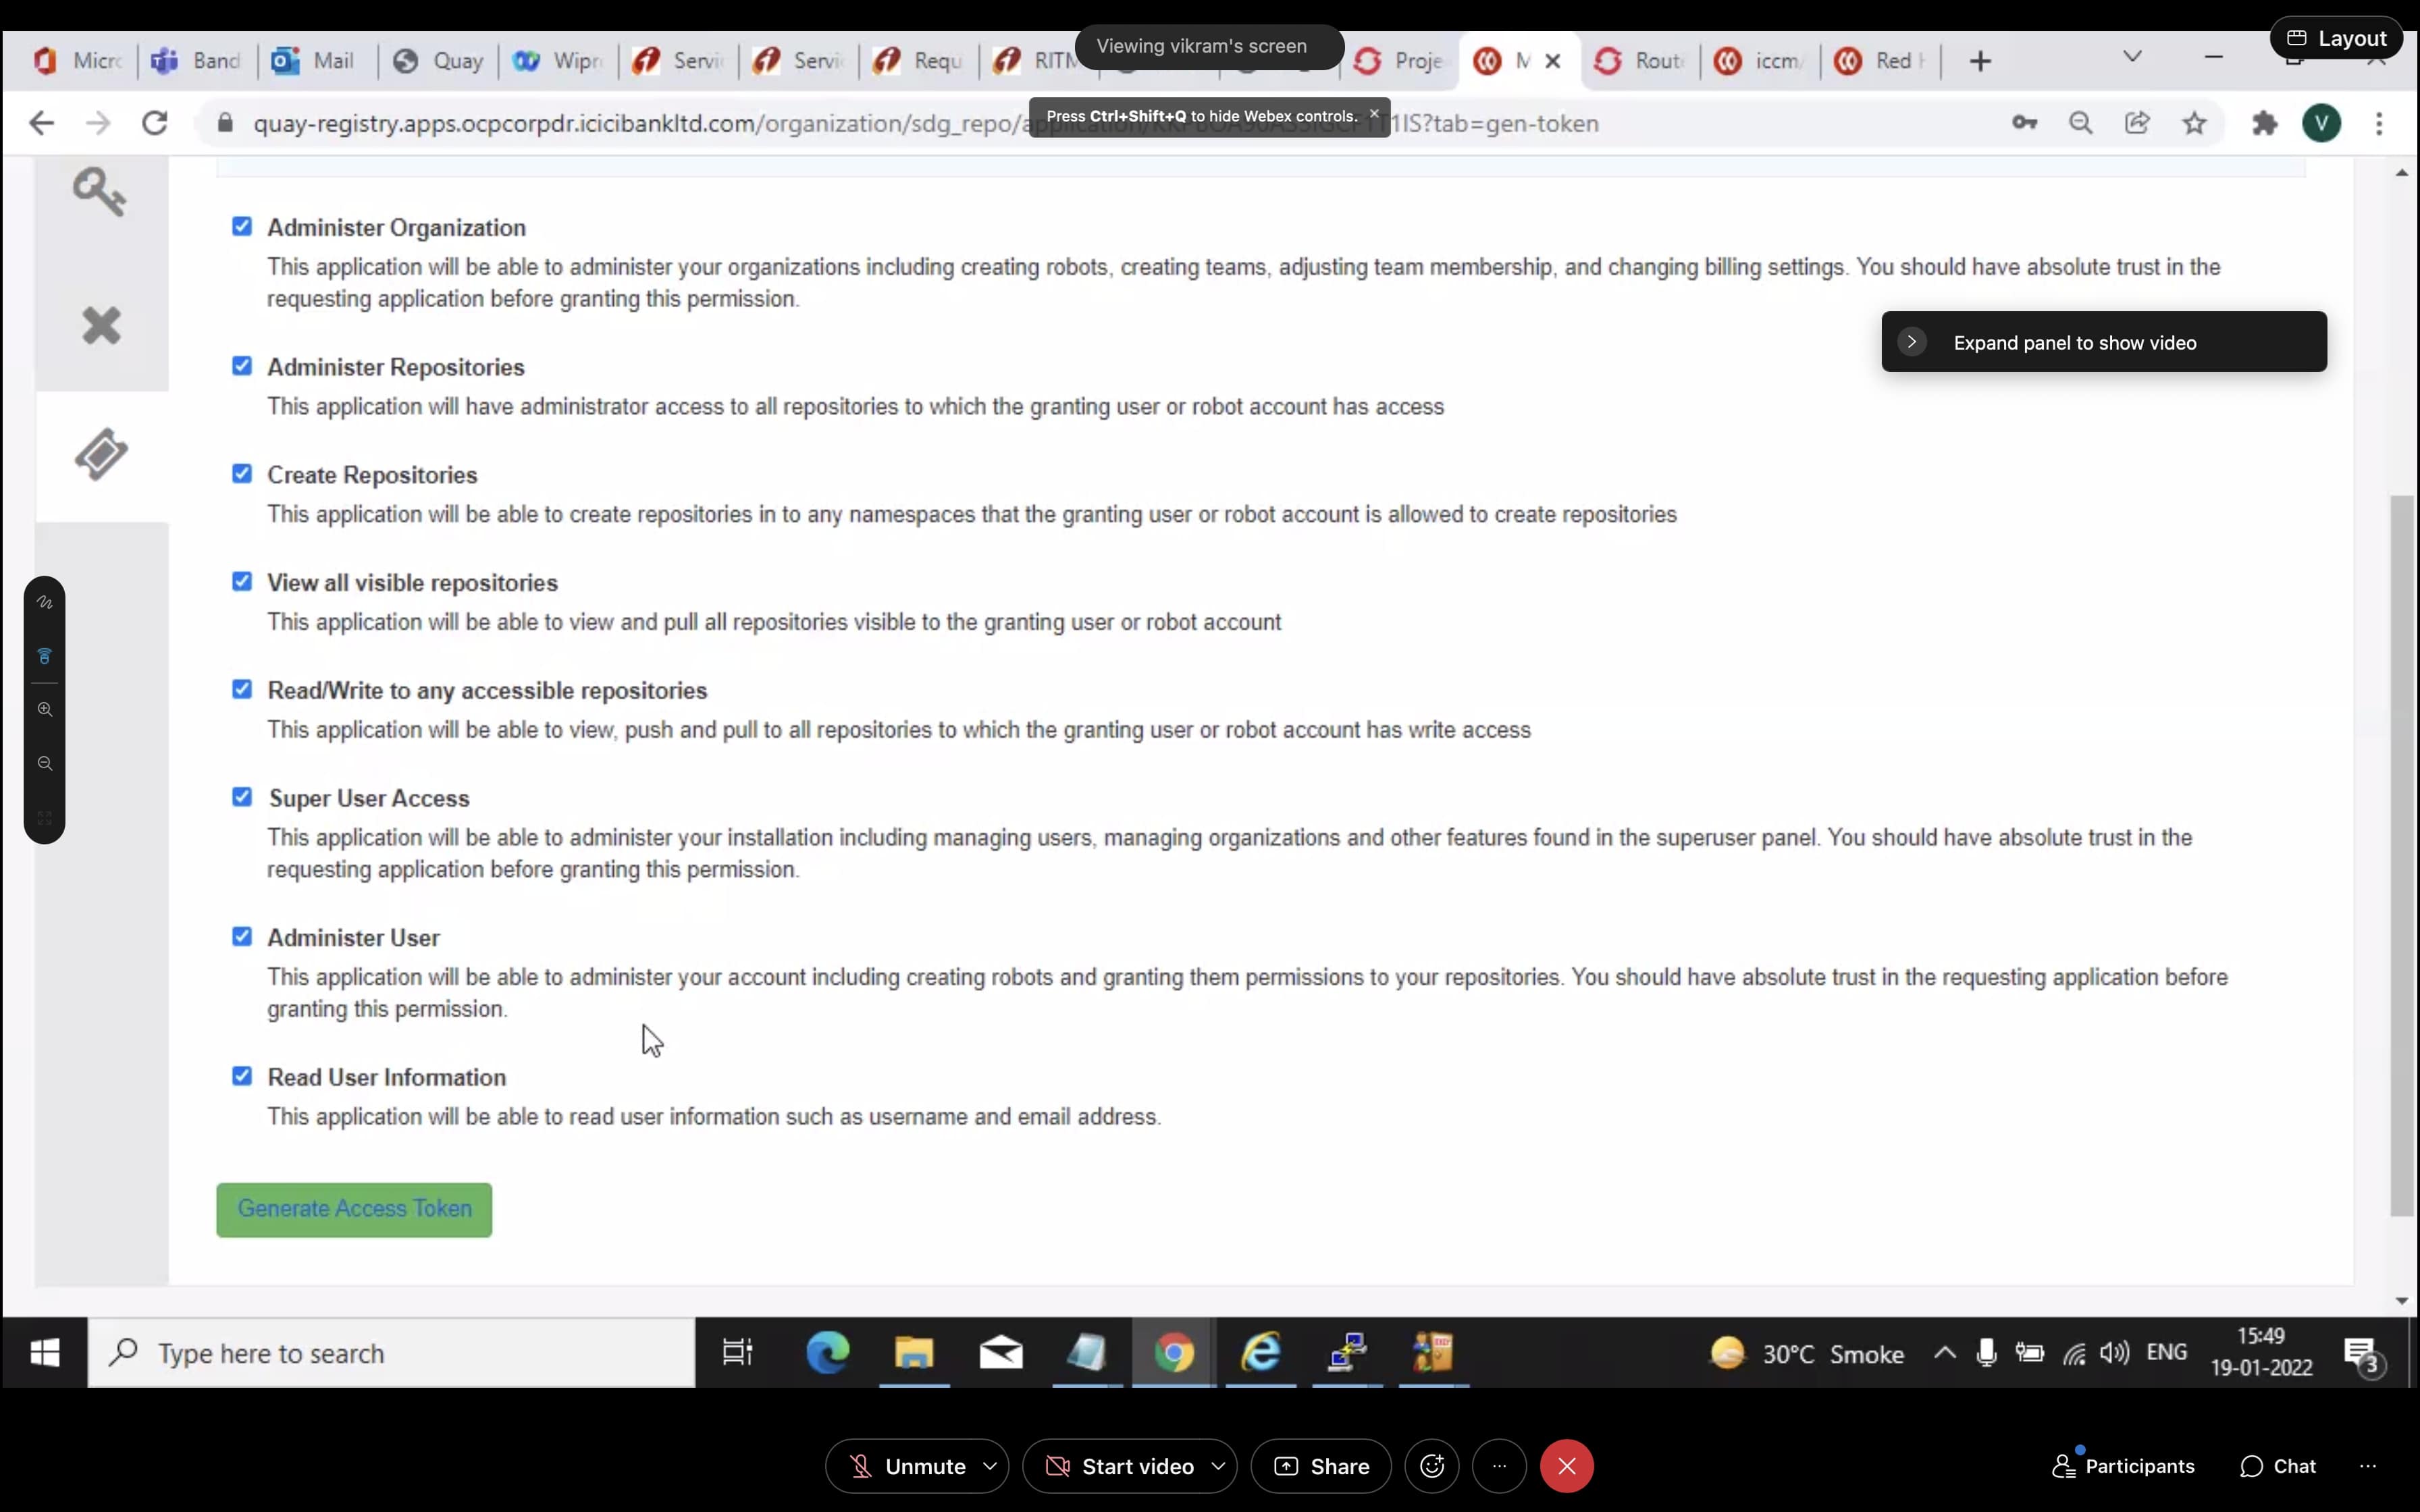 Layout
Viewing vikram's screen
Micro
Band
Mail
Quay
Wipr
Servi
Servi
Requ
RITM
Proje
M
Rout
iccm
Red H
quay-registry.apps.ocpcorpdr.icicibankltd.com/organization/sdg_repo/
1IS?tab=gen-token
Press Ctrl+Shift+Q to hide Webex controls.
V
Administer Organization
This application will be able to administer your organizations including creating robots, creating teams, adjusting team membership, and changing billing settings. You should have absolute trust in the
requesting application before granting this permission.
Expand panel to show video
Administer Repositories
This application will have administrator access to all repositories to which the granting user or robot account has access
Create Repositories
This application will be able to create repositories in to any namespaces that the granting user or robot account is allowed to create repositories
View all visible repositories
This application will be able to view and pull all repositories visible to the granting user or robot account
Read/Write to any accessible repositories
This application will be able to view, push and pull to all repositories to which the granting user or robot account has write access
Super User Access
This application will be able to administer your installation including managing users, managing organizations and other features found in the superuser panel. You should have absolute trust in the
requesting application before granting this permission.
Administer User
This application will be able to administer your account including creating robots and granting them permissions to your repositories. You should have absolute trust in the requesting application before
granting this permission.
Read User Information
This application will be able to read user information such as username and email address.
Generate Access Token
Type here to search
30°C Smoke
ENG
15:49
19-01-2022
3
Unmute
Start video
Share
Participants
Chat